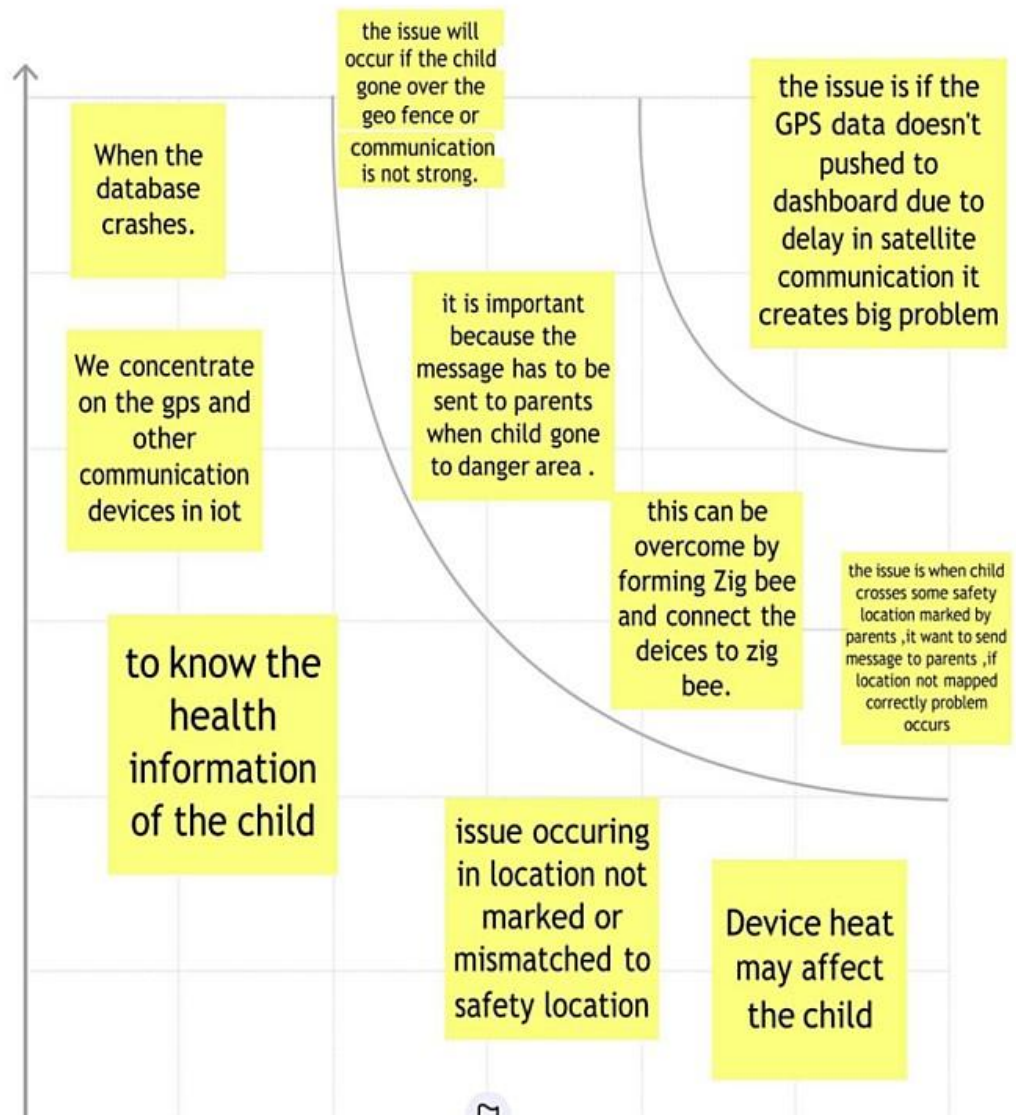 the issue will
occur if the child
gone over the
geo fence or
communication
is not strong.
When the
database
crashes.
the issue is if the
GPS data doesn't
pushed to
dashboard due to
delay in satellite
communication it
creates big problem
it is important
because the
message has to be
sent to parents
when child gone
to danger area .
We concentrate
on the gps and
other
communication
devices in iot
this can be
overcome by
forming Zig bee
and connect the
deices to zig
bee.
the issue is when child
crosses some safety
location marked by
parents ,it want to send
message to parents ,if
location not mapped
correctly problem
occurs
to know the
health
information
of the child
issue occuring
in location not
marked or
mismatched to
safety location
Device heat
may affect
the child